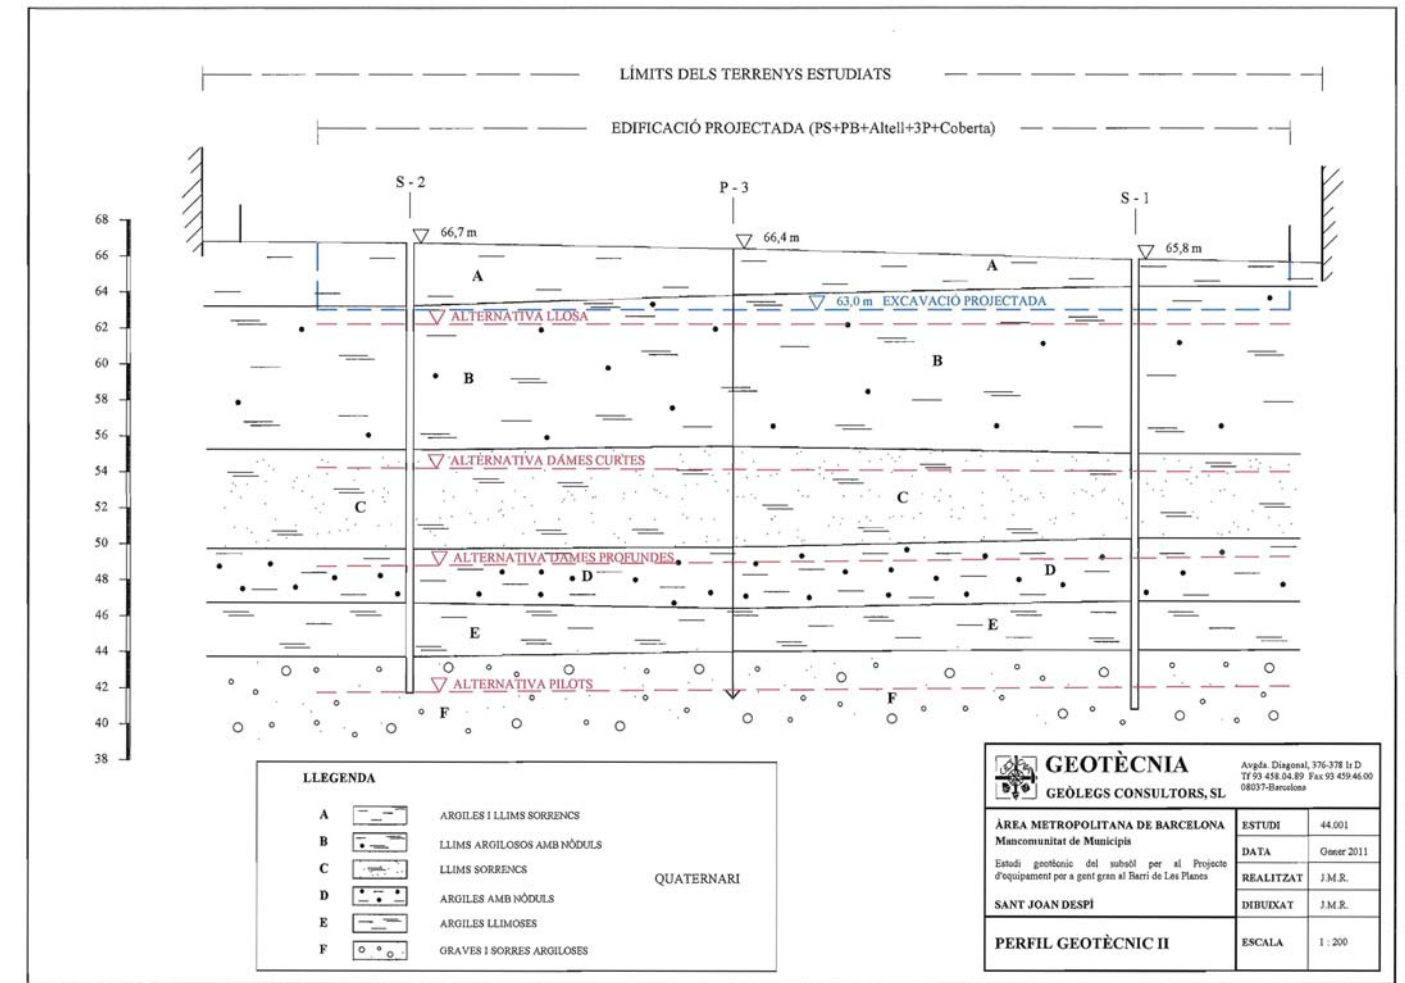 LÍMITS DELS TERRENYS ESTUDIATS
EDIFICACIÓ PROJECTADA (PS+PB+Altell+3P+Coberta)
S - 2
P - 3
S - 1
66,7 m
66,4 m
65,8 m
68
66
64
62
60
58
56
54
52
50
48
46
44
42
40
38
A
A
63,0 m EXCAVACIÓ PROJECTADA
ALTERNATIVA LLOSA
B
B
ALTERNATIVA DAMES CURTES
C
C
ALTERNATIVA DAMES PROFUNDES
D
D
E
E
ALTERNATIVA PILOTS
F
F
LLEGENDA
A ARGILES I LLIMS SORRENCS
B LLIMS ARGILOSOS AMB NÒDULS
C LLIMS SORRENCS
D ARGILES AMB NÒDULS
E ARGILES LLIMOSES
F GRAVES I SORRES ARGILOSES
QUATERNARI
GEOTÈCNIA
GEÒLEGS CONSULTORS, SL
Avgda. Diagonal, 376-378 1r D
Tf 93 458.04.89 Fax 93 459.46.00
08037-Barcelona
ÀREA METROPOLITANA DE BARCELONA
Mancomunitat de Municipis
Estudi geotècnic del subsòl per al Projecte
d'equipament per a gent gran al Barri de Les Planes
SANT JOAN DESPÍ
PERFIL GEOTÈCNIC II
ESTUDI 44.001
DATA Gener 2011
REALITZAT J.M.R.
DIBUIXAT J.M.R.
ESCALA 1 : 200